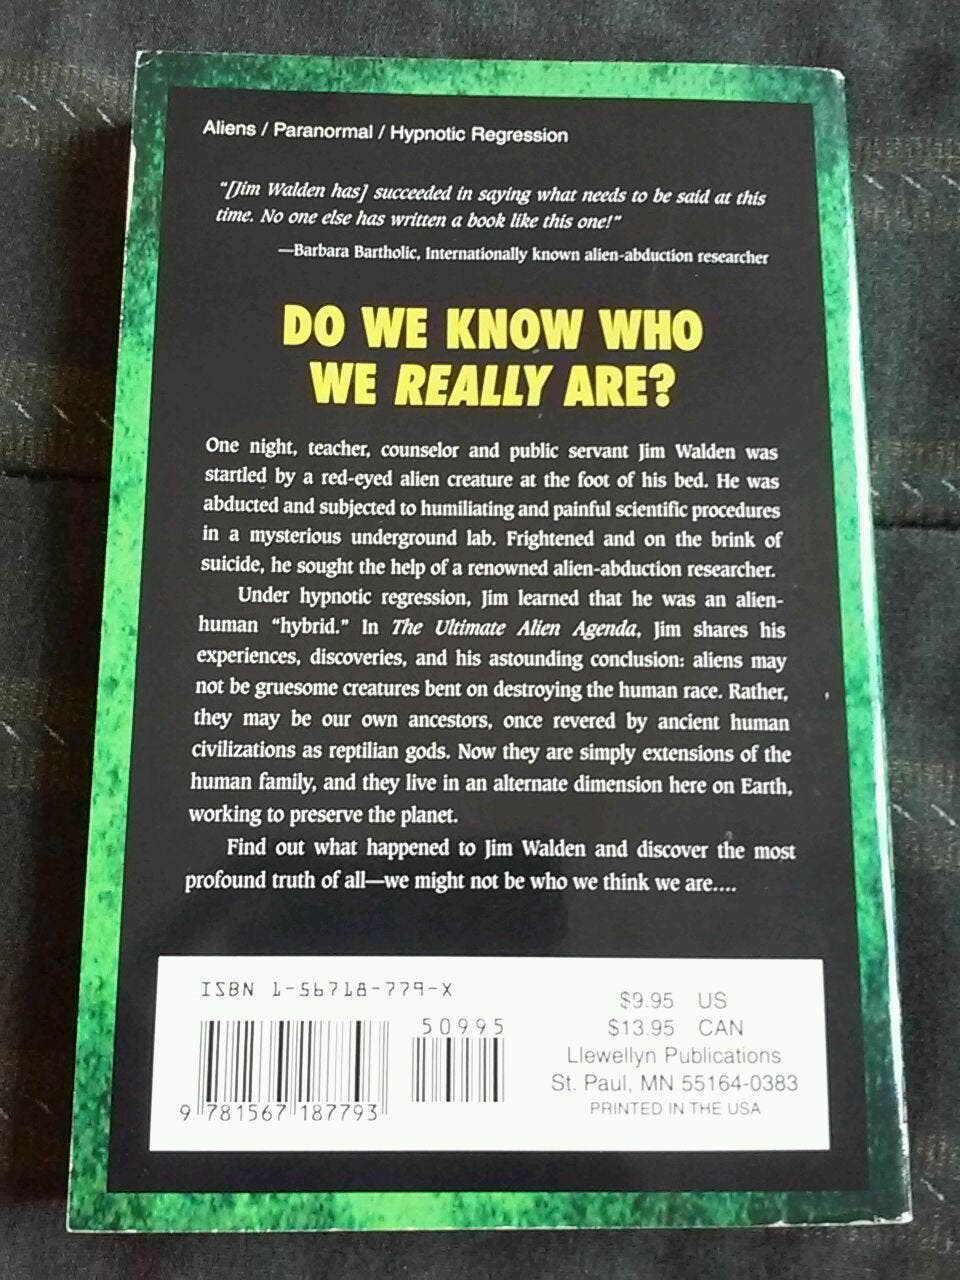 Aliens / Paranormal / Hypnotic Regression
"[Jim Walden has] succeeded in saying what needs to be said at this
time. No one else has written a book like this one!"
—Barbara Bartholic, Internationally known alien-abduction researcher
DO WE KNOW WHO
WE REALLY ARE?
One night, teacher, counselor and public servant Jim Walden was
startled by a red-eyed alien creature at the foot of his bed. He was
abducted and subjected to humiliating and painful scientific procedures
in a mysterious underground lab. Frightened and on the brink of
suicide, he sought the help of a renowned alien-abduction researcher.
Under hypnotic regression, Jim learned that he was an alien-
human "hybrid." In The Ultimate Alien Agenda, Jim shares his
experiences, discoveries, and his astounding conclusion: aliens may
not be gruesome creatures bent on destroying the human race. Rather,
they may be our own ancestors, once revered by ancient human
civilizations as reptilian gods. Now they are simply extensions of the
human family, and they live in an alternate dimension here on Earth,
working to preserve the planet.
Find out what happened to Jim Walden and discover the most
profound truth of all—we might not be who we think we are....
ISBN 1-56718-779-X
50995
9 781567 187793
$9.95 US
$13.95 CAN
Llewellyn Publications
St. Paul, MN 55164-0383
PRINTED IN THE USA